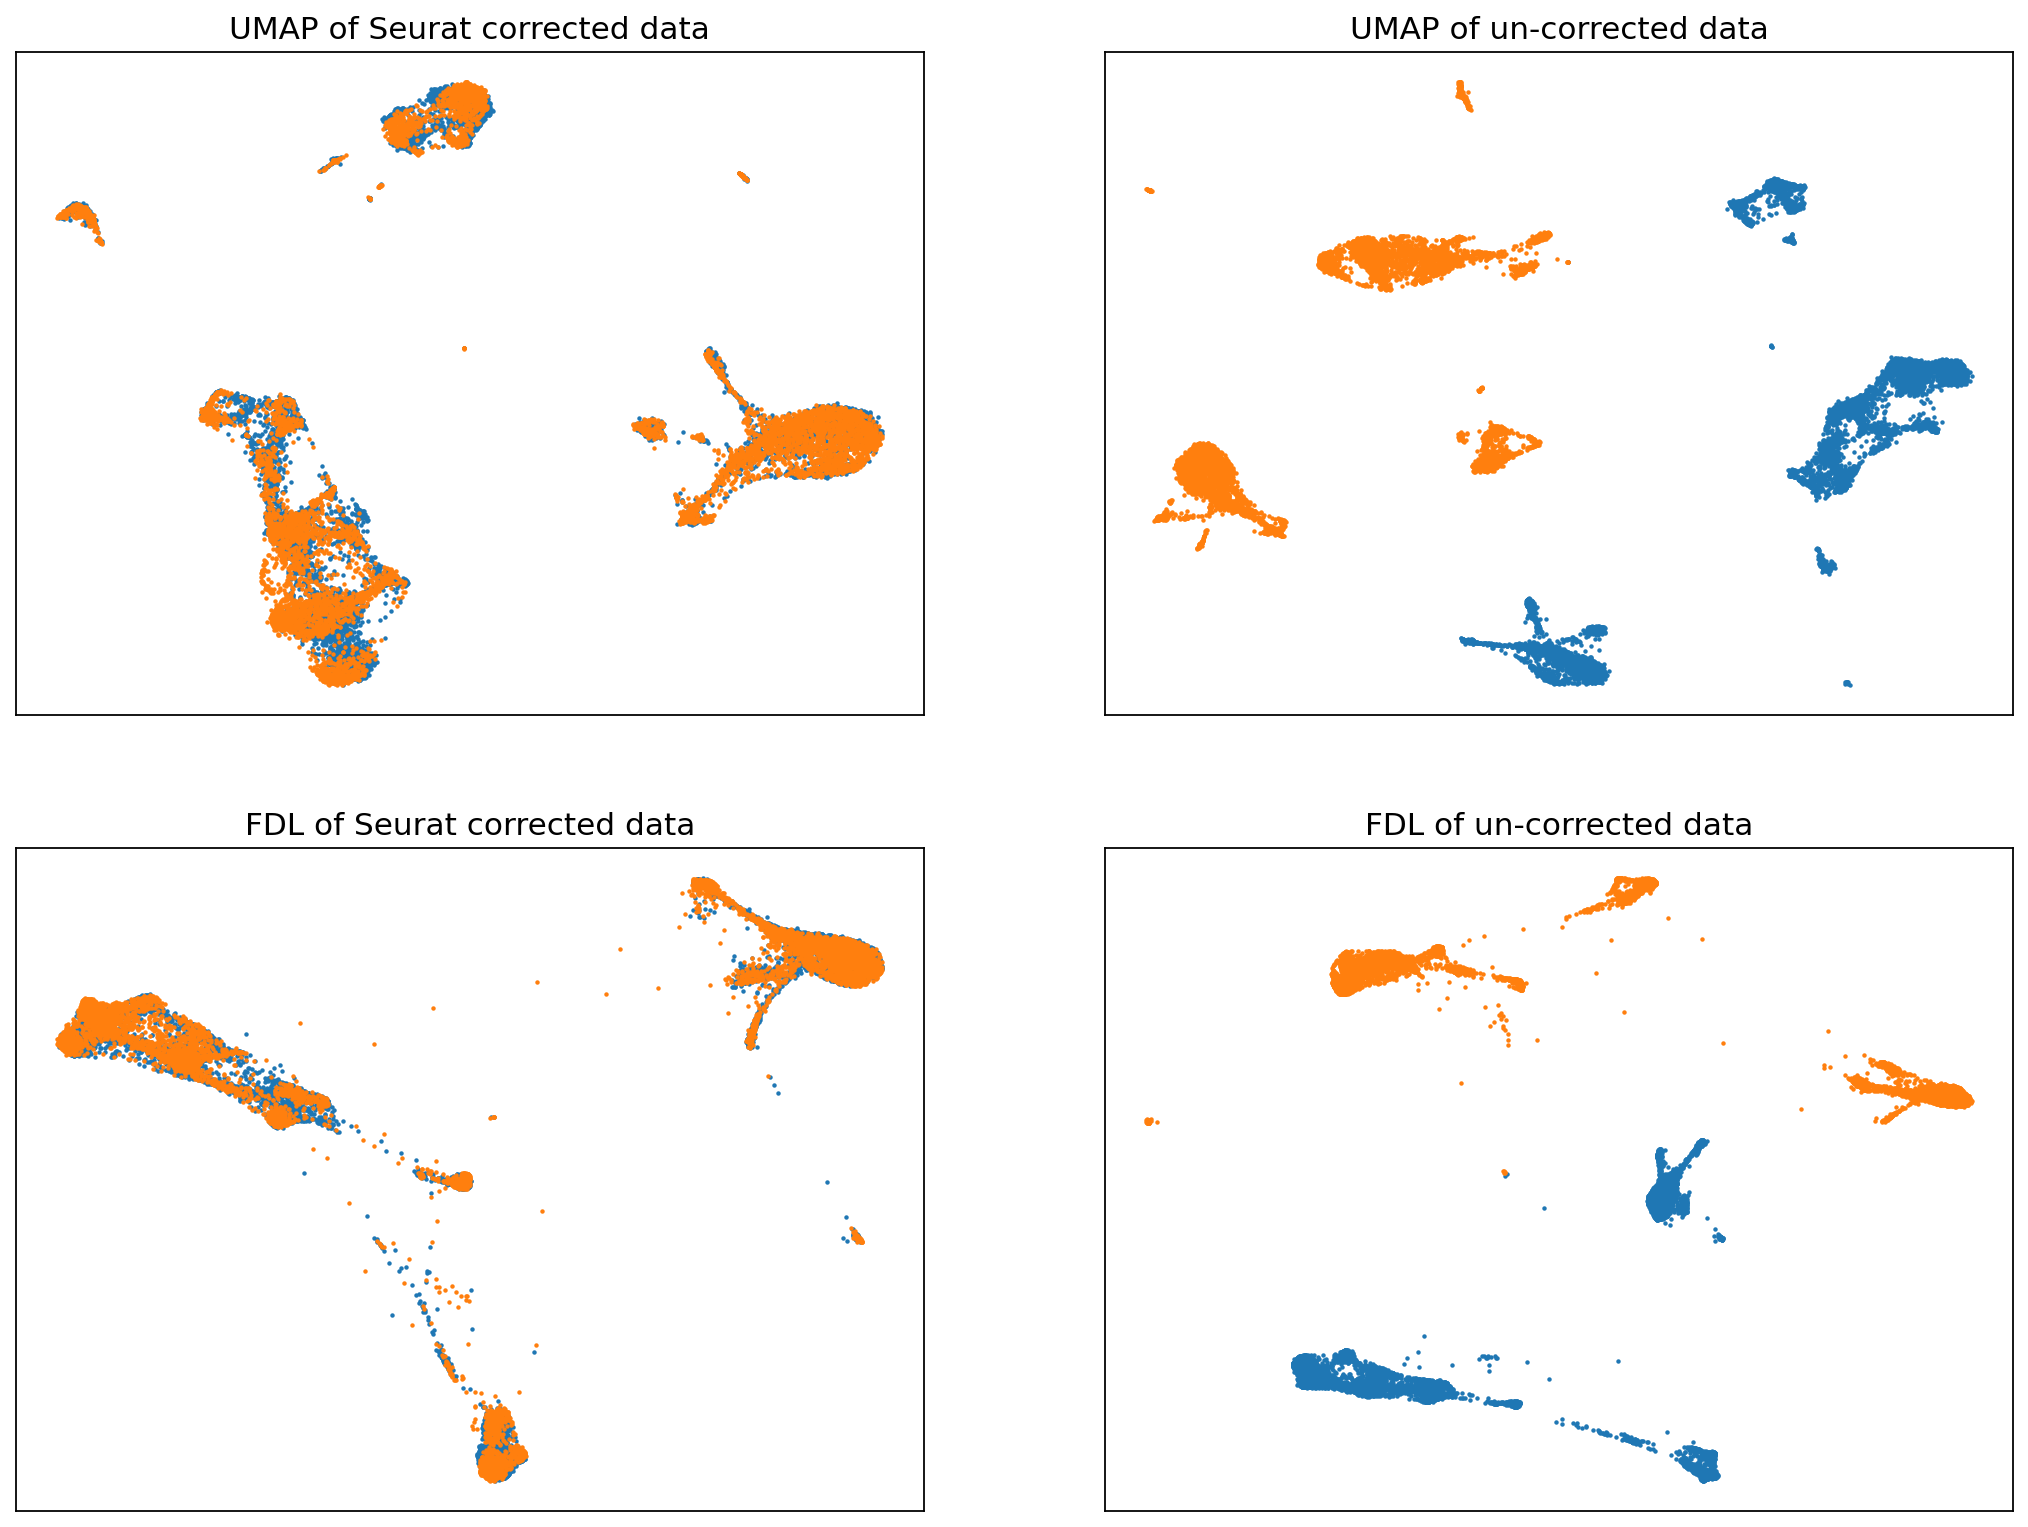 UMAP of Seurat corrected data
UMAP of un-corrected data
FDL of Seurat corrected data
FDL of un-corrected data